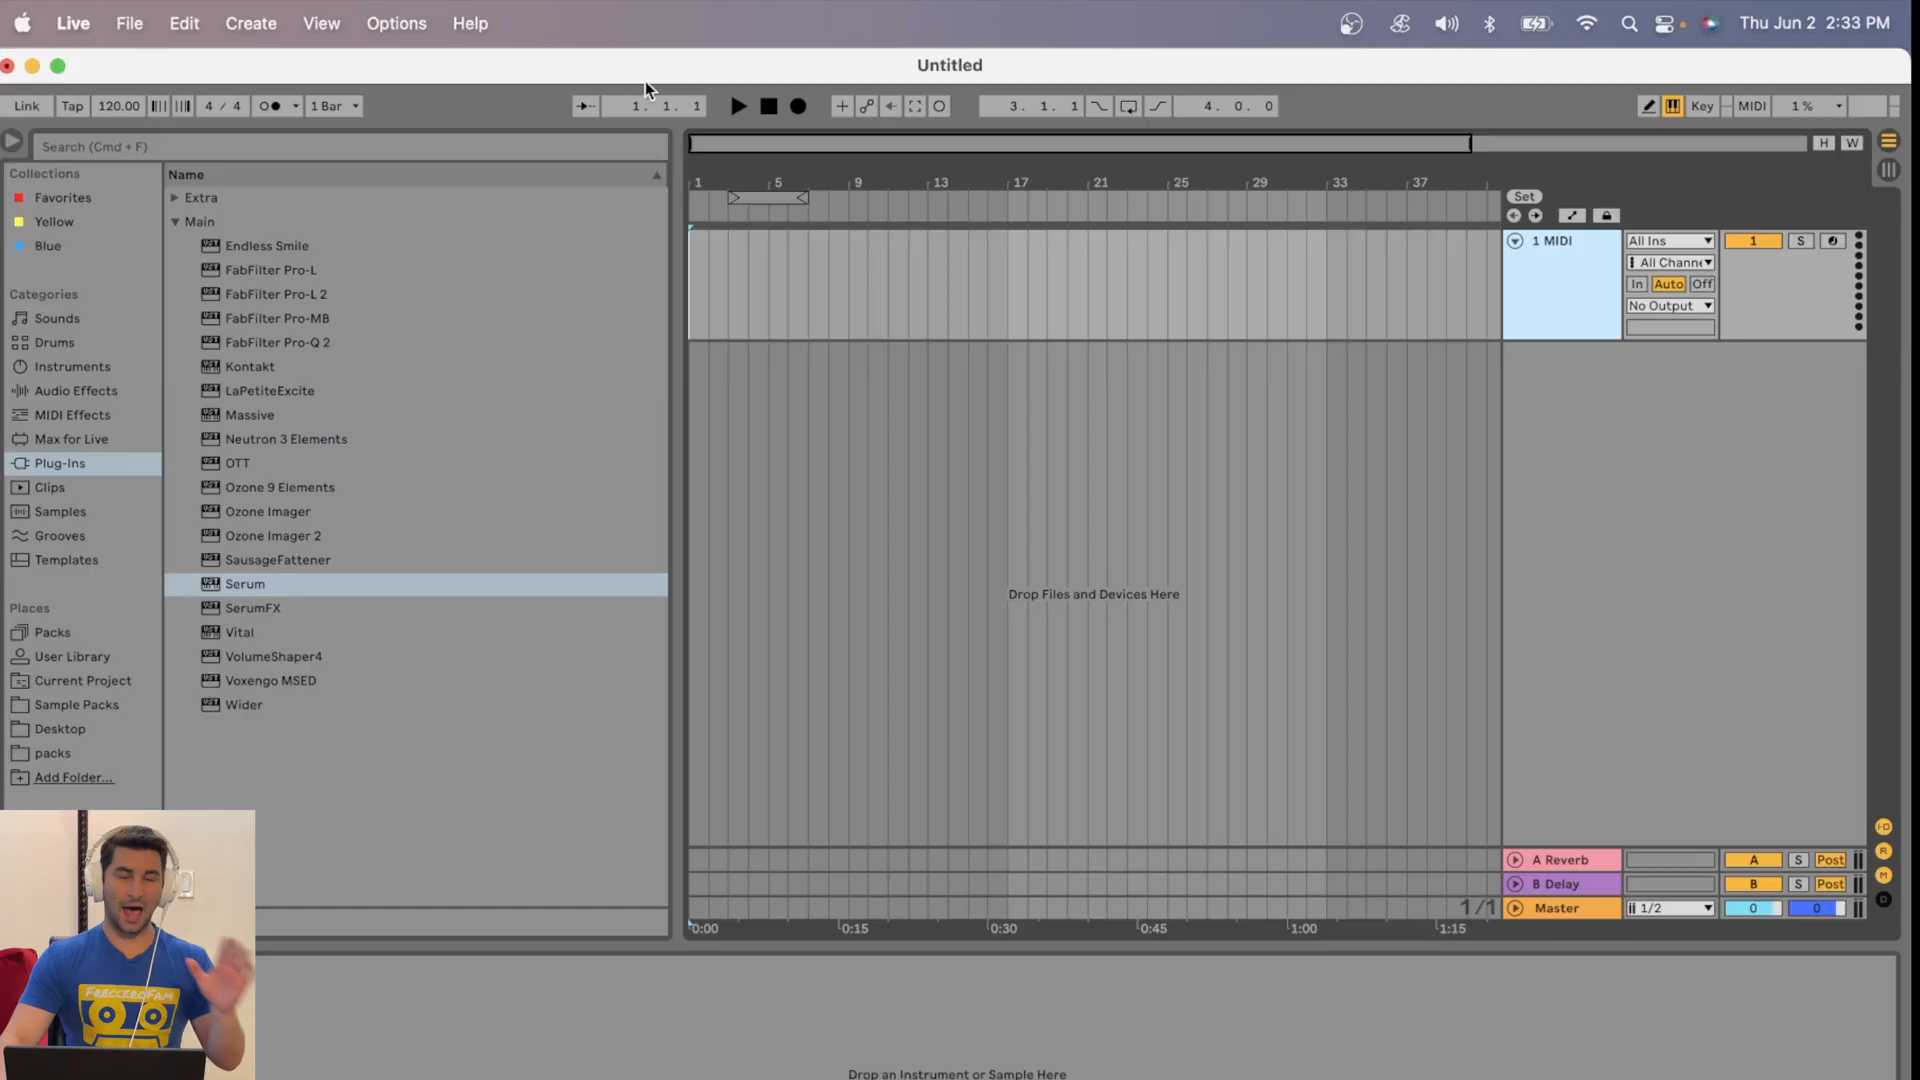 Live File Edit Create View Options Help Thu Jun 2 2:33 PM
Untitled
Link Tap 120.00 4 / 4 1 Bar 1. 1. 1 3. 1. 1 4. 0. 0 Key MIDI 1 %
Search (Cmd + F) H W
Collections
Favorites
Yellow
Blue
Categories
Sounds
Drums
Instruments
Audio Effects
MIDI Effects
Max for Live
Plug-Ins
Clips
Samples
Grooves
Templates
Places
Packs
User Library
Current Project
Sample Packs
Desktop
packs
Add Folder...
Name
Extra
Main
Endless Smile
FabFilter Pro-L
FabFilter Pro-L 2
FabFilter Pro-MB
FabFilter Pro-Q 2
Kontakt
LaPetiteExcite
Massive
Neutron 3 Elements
OTT
Ozone 9 Elements
Ozone Imager
Ozone Imager 2
SausageFattener
Serum
SerumFX
Vital
VolumeShaper4
Voxengo MSED
Wider
1 5 9 13 17 21 25 29 33 37
Set
1 MIDI All Ins 1 S
All Channe
In Auto Off
No Output
Drop Files and Devices Here
A Reverb A S Post
B Delay B S Post
1/1 Master 1/2 0 0
0:00 0:15 0:30 0:45 1:00 1:15
I-O
R
M
D
FrecceroFam
Drop an Instrument or Sample Here